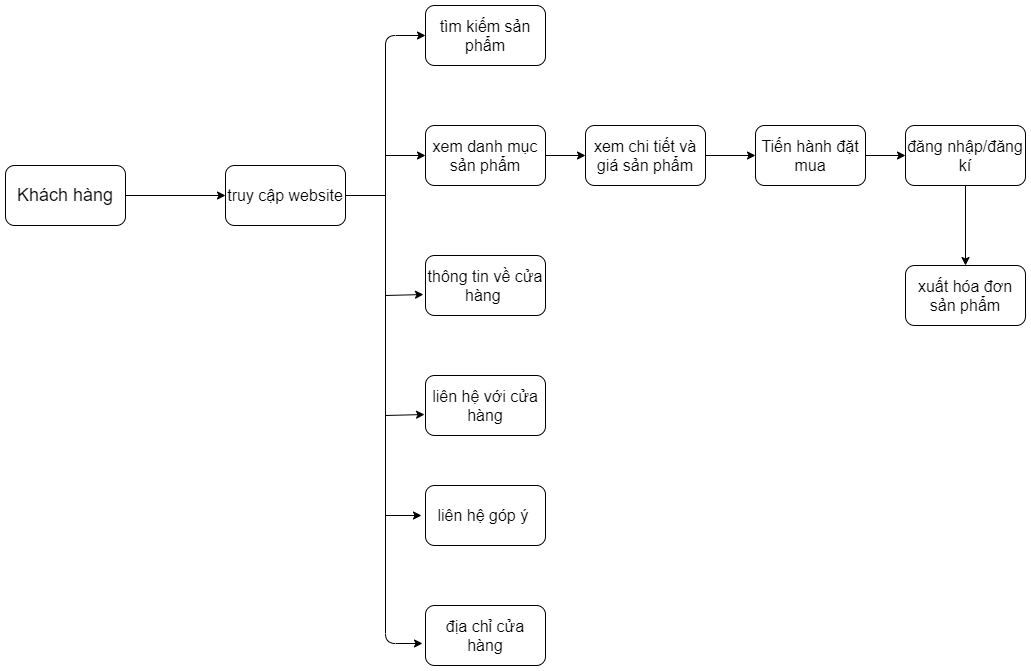 tìm kiếm sản
phẩm
Khách hàng
truy cập website
xem danh mục
sản phẩm
xem chi tiết và
giá sản phẩm
Tiến hành đặt
mua
đăng nhập/đăng
kí
xuất hóa đơn
sản phẩm
thông tin về cửa
hàng
liên hệ với cửa
hàng
liên hệ góp ý
địa chỉ cửa
hàng